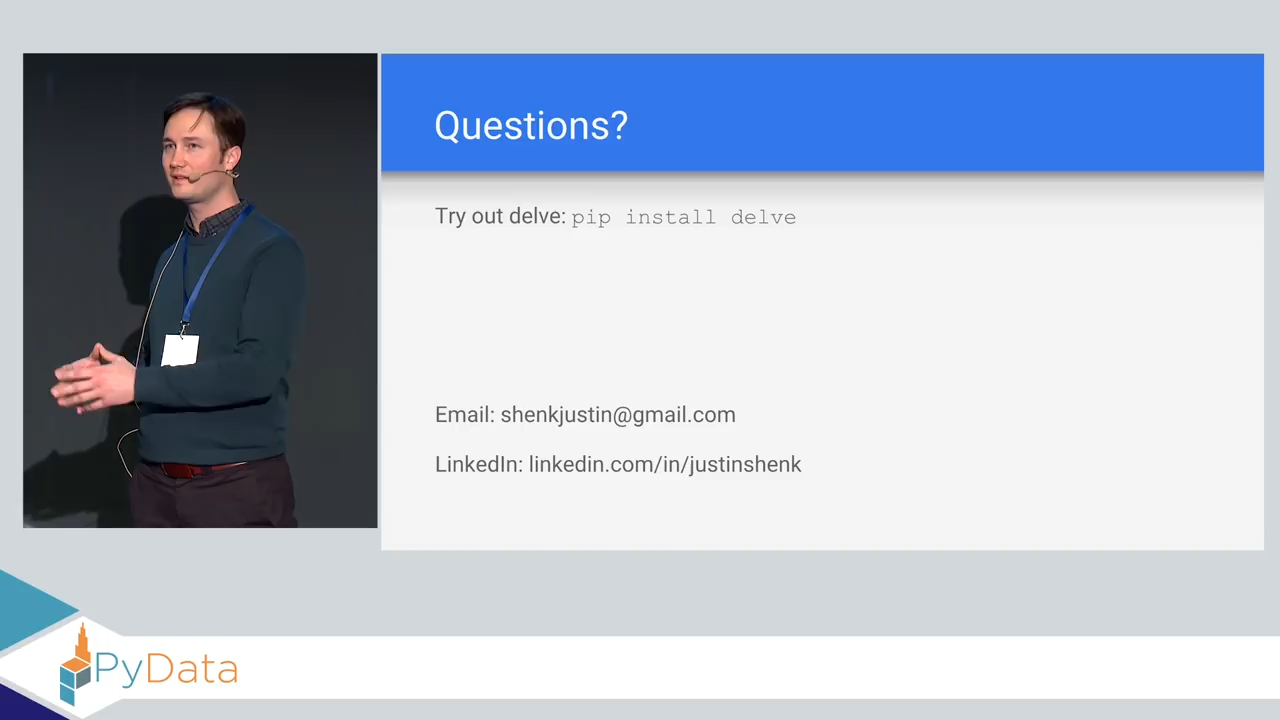 Questions?
Try out delve: pip install delve
Email: shenkjustin@gmail.com
LinkedIn: linkedin.com/in/justinshenk
PyData